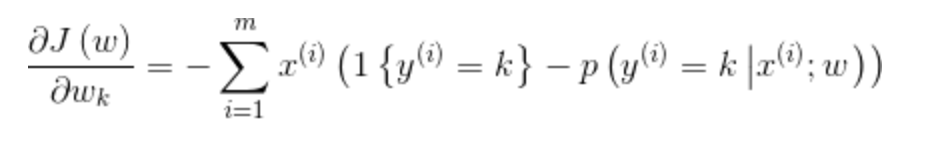 ∂J (w) / ∂w_k = − ∑_{i=1}^{m} x^{(i)} (1 {y^{(i)} = k} − p (y^{(i)} = k | x^{(i)}; w))